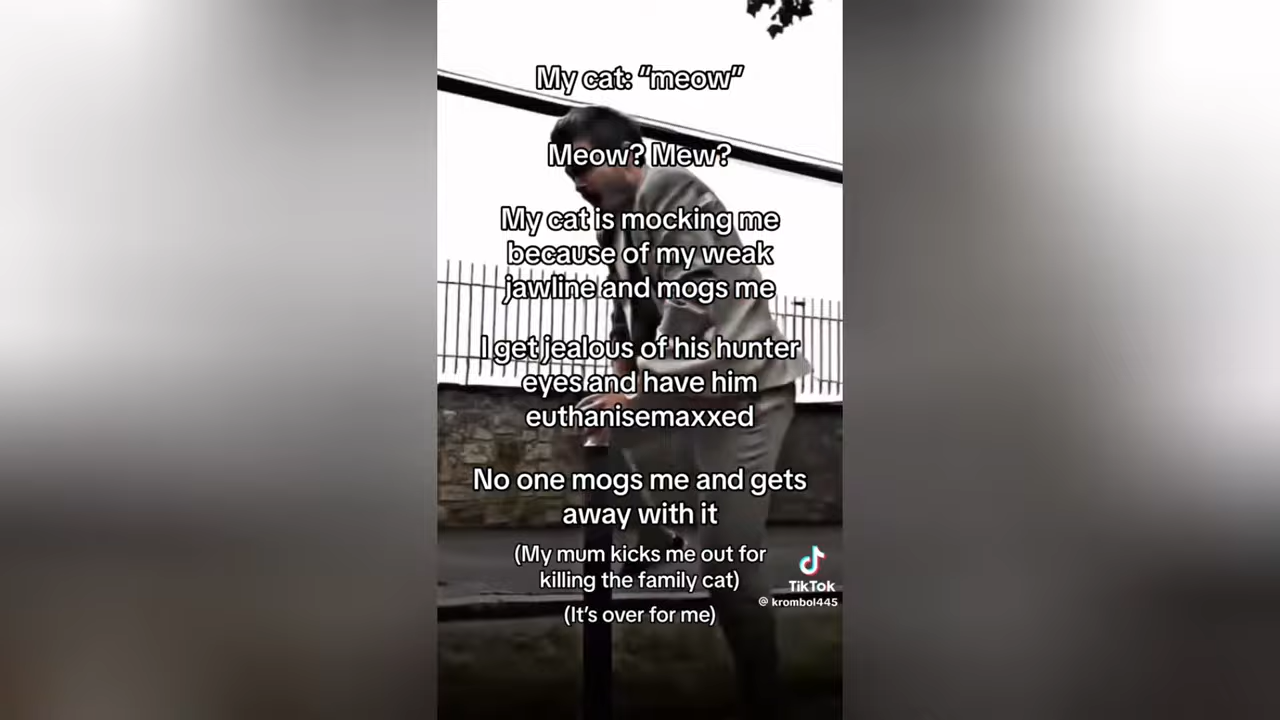 My cat: “meow”
Meow? Mew?
My cat is mocking me
because of my weak
jawline and mogs me
I get jealous of his hunter
eyes and have him
euthanisemaxxed
No one mogs me and gets
away with it
(My mum kicks me out for
killing the family cat)
(It’s over for me)
TikTok
@ krombol445